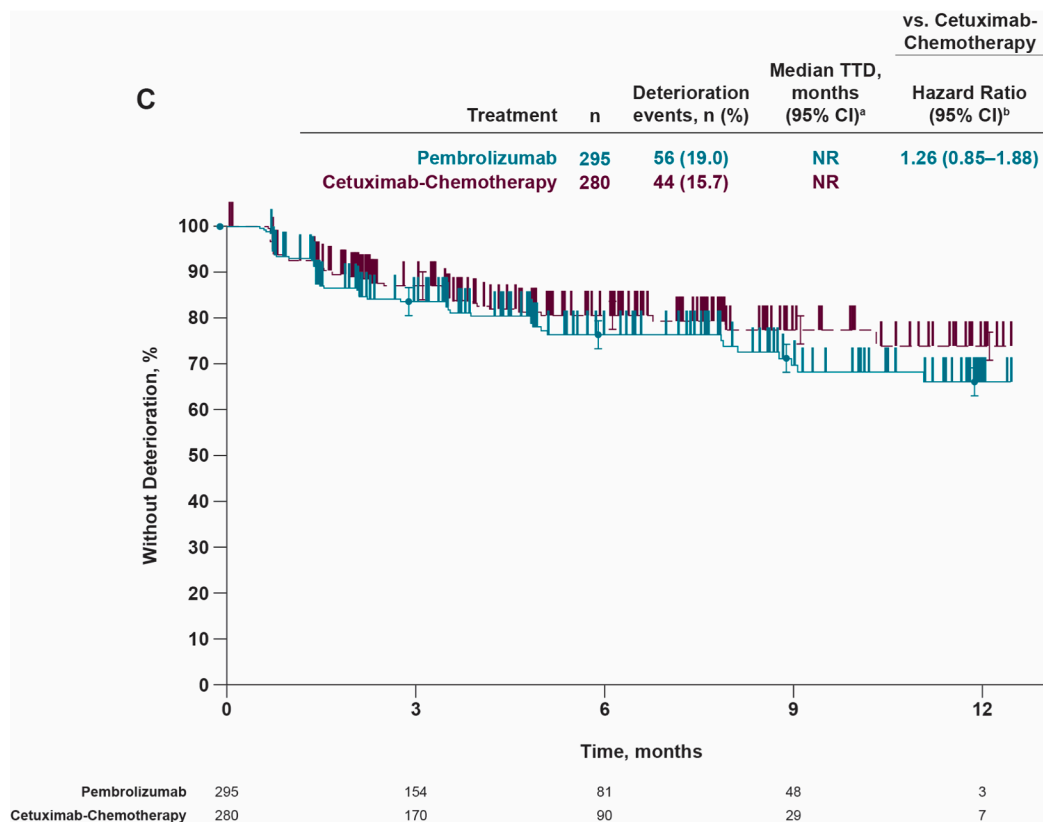 vs. Cetuximab-
Chemotherapy
C
Treatment n Deterioration events, n (%) Median TTD, months (95% CI)a Hazard Ratio (95% CI)b
Pembrolizumab 295 56 (19.0) NR 1.26 (0.85–1.88)
Cetuximab-Chemotherapy 280 44 (15.7) NR
Without Deterioration, %
100
90
80
70
60
50
40
30
20
10
0
0 3 6 9 12
Time, months
Pembrolizumab 295 154 81 48 3
Cetuximab-Chemotherapy 280 170 90 29 7